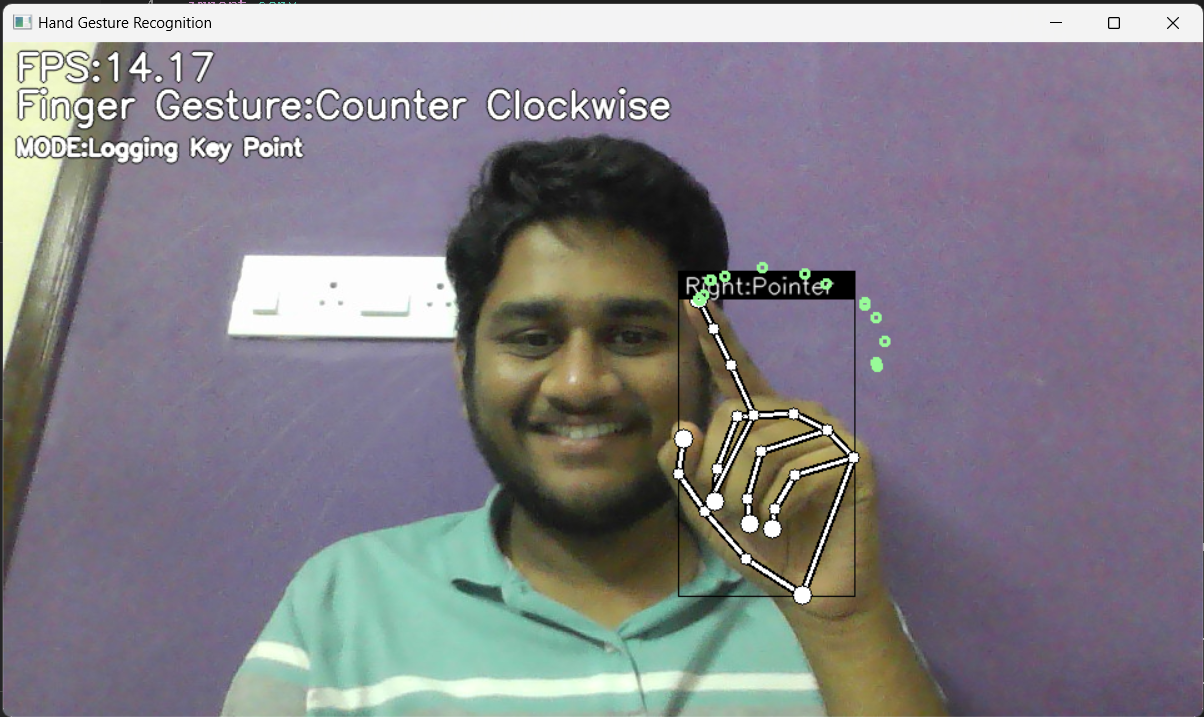 Hand Gesture Recognition
FPS:14.17
Finger Gesture:Counter Clockwise
MODE:Logging Key Point
Right:Pointer